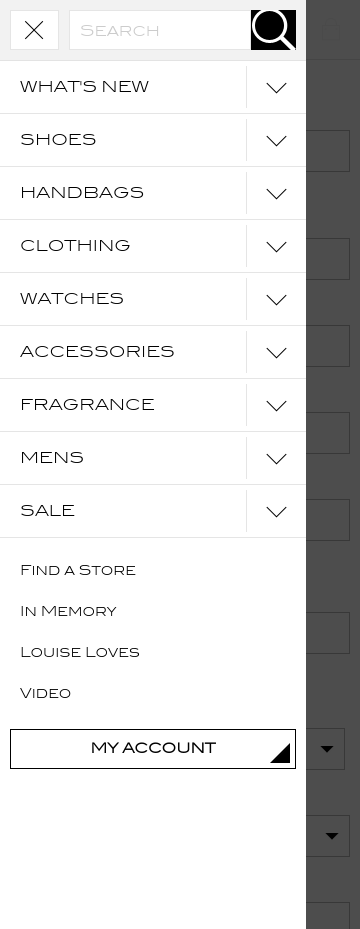 SEARCH
WHAT'S NEW
SHOES
HANDBAGS
CLOTHING
WATCHES
ACCESSORIES
FRAGRANCE
MENS
SALE
FIND A STORE
IN MEMORY
LOUISE LOVES
VIDEO
MY ACCOUNT